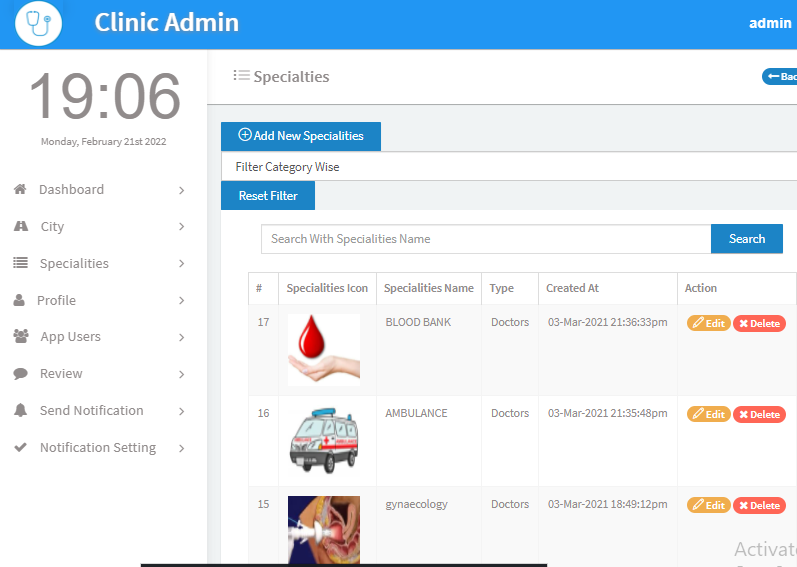 Clinic Admin
admin
19:06
Monday, February 21st 2022
Dashboard
City
Specialities
Profile
App Users
Review
Send Notification
Notification Setting
Specialties
Bac
Add New Specialities
Filter Category Wise
Reset Filter
Search With Specialities Name
Search
# Specialities Icon Specialities Name Type Created At Action
17 BLOOD BANK Doctors 03-Mar-2021 21:36:33pm Edit Delete
16 AMBULANCE Doctors 03-Mar-2021 21:35:48pm Edit Delete
15 gynaecology Doctors 03-Mar-2021 18:49:12pm Edit Delete
Activat